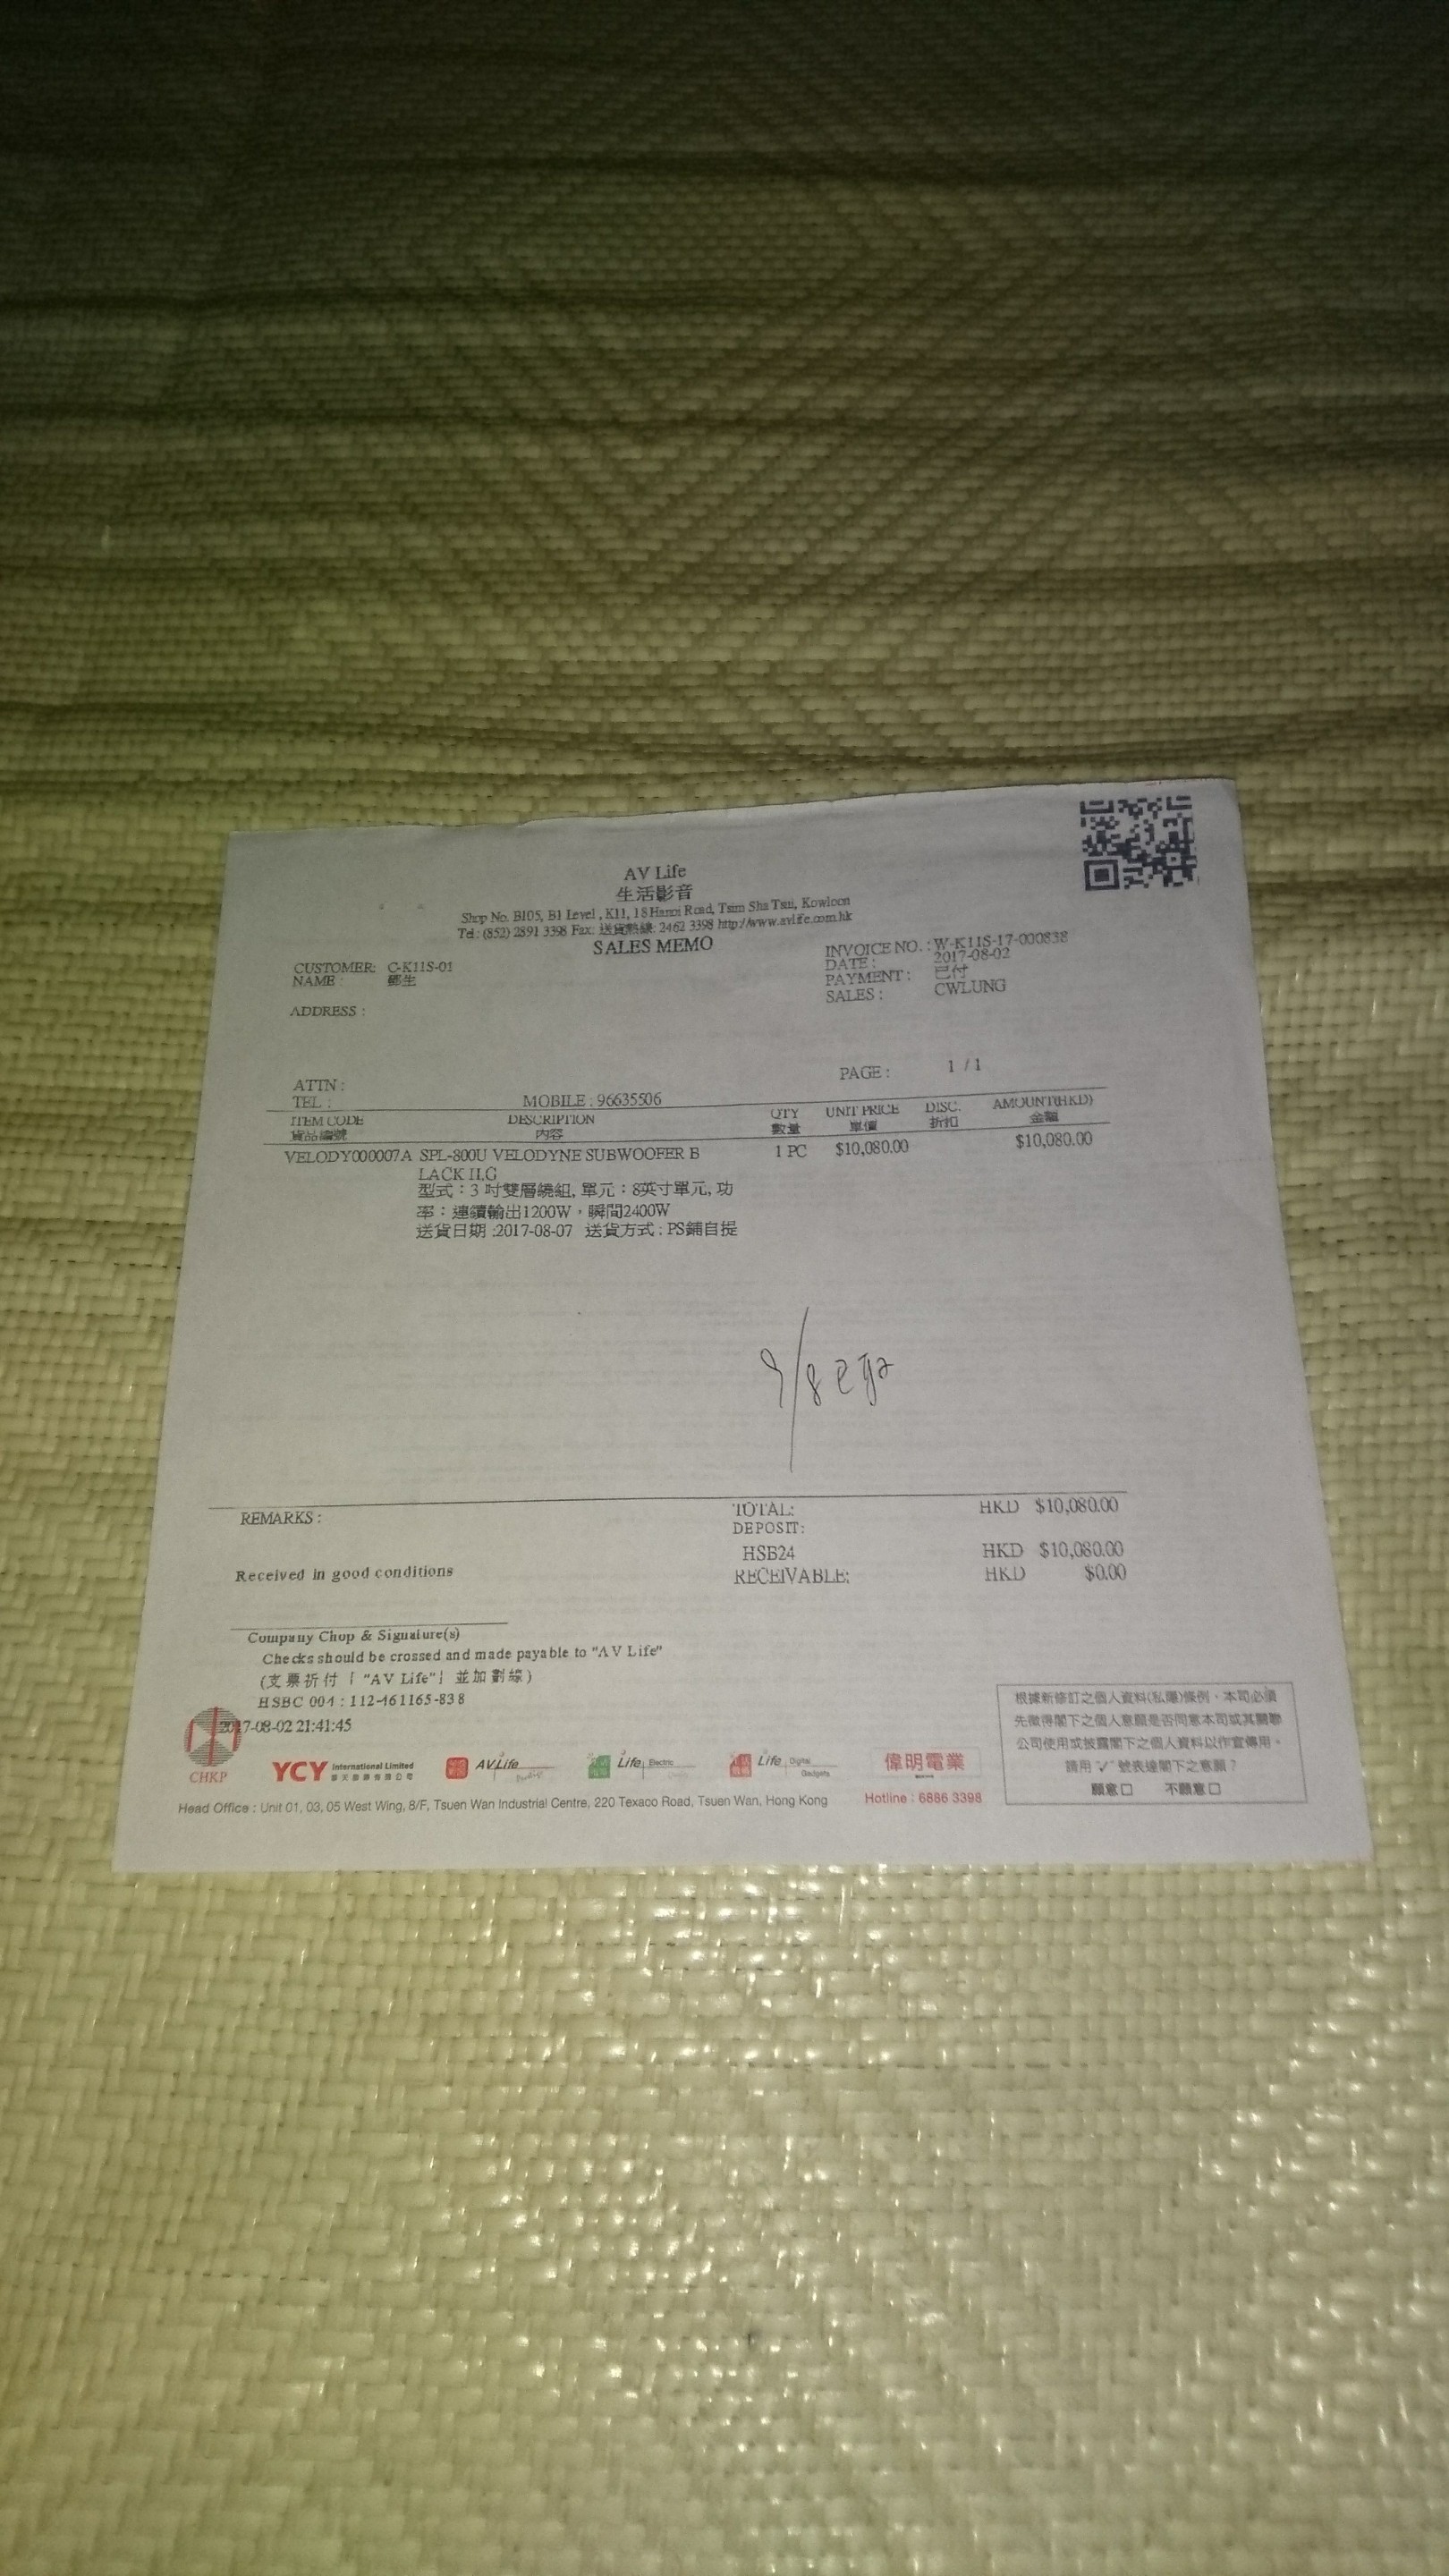 AV Life
生活影音
Shop No. B105, B1 Level , K11, 18 Hanoi Road, Tsim Sha Tsui, Kowloon
Tel: (852) 2891 3398 Fax: 送貨熱線: 2462 3398 http://www.avlife.com.hk
SALES MEMO
CUSTOMER: C-K11S-01
NAME : 鄭生
ADDRESS :
INVOICE NO. : W-K11S-17-000838
DATE : 2017-08-02
PAYMENT : 已付
SALES : CWLUNG
ATTN :
TEL : MOBILE : 96635506
PAGE : 1 / 1
ITEM CODE DESCRIPTION QTY UNIT PRICE DISC. AMOUNT(HKD)
貨品編號 內容 數量 單價 折扣 金額
VELODY000007A SPL-800U VELODYNE SUBWOOFER B 1 PC $10,080.00 $10,080.00
LACK ILG
型式：3 吋雙層繞組, 單元：8英寸單元, 功
率：連續輸出1200W，瞬間2400W
送貨日期 :2017-08-07 送貨方式 : PS鋪自提
9/8 已取
REMARKS :
TOTAL: HKD $10,080.00
DEPOSIT:
HSB24 HKD $10,080.00
RECEIVABLE: HKD $0.00
Received in good conditions
Company Chop & Signature(s)
Checks should be crossed and made payable to "AV Life"
(支票祈付「 "AV Life"」並加劃線)
HSBC 004 : 112-461165-838
2017-08-02 21:41:45
CHKP
YCY International Limited
AV Life
Life Electric
Life Digital Gadgets
偉明電業
Head Office : Unit 01, 03, 05 West Wing, 8/F, Tsuen Wan Industrial Centre, 220 Texaco Road, Tsuen Wan, Hong Kong
Hotline : 6886 3398
根據新修訂之個人資料(私隱)條例，本司必須
先徵得閣下之個人意願是否同意本司或其關聯
公司使用或披露閣下之個人資料以作宣傳用。
請用 "✓" 號表達閣下之意願？
願意□ 不願意□